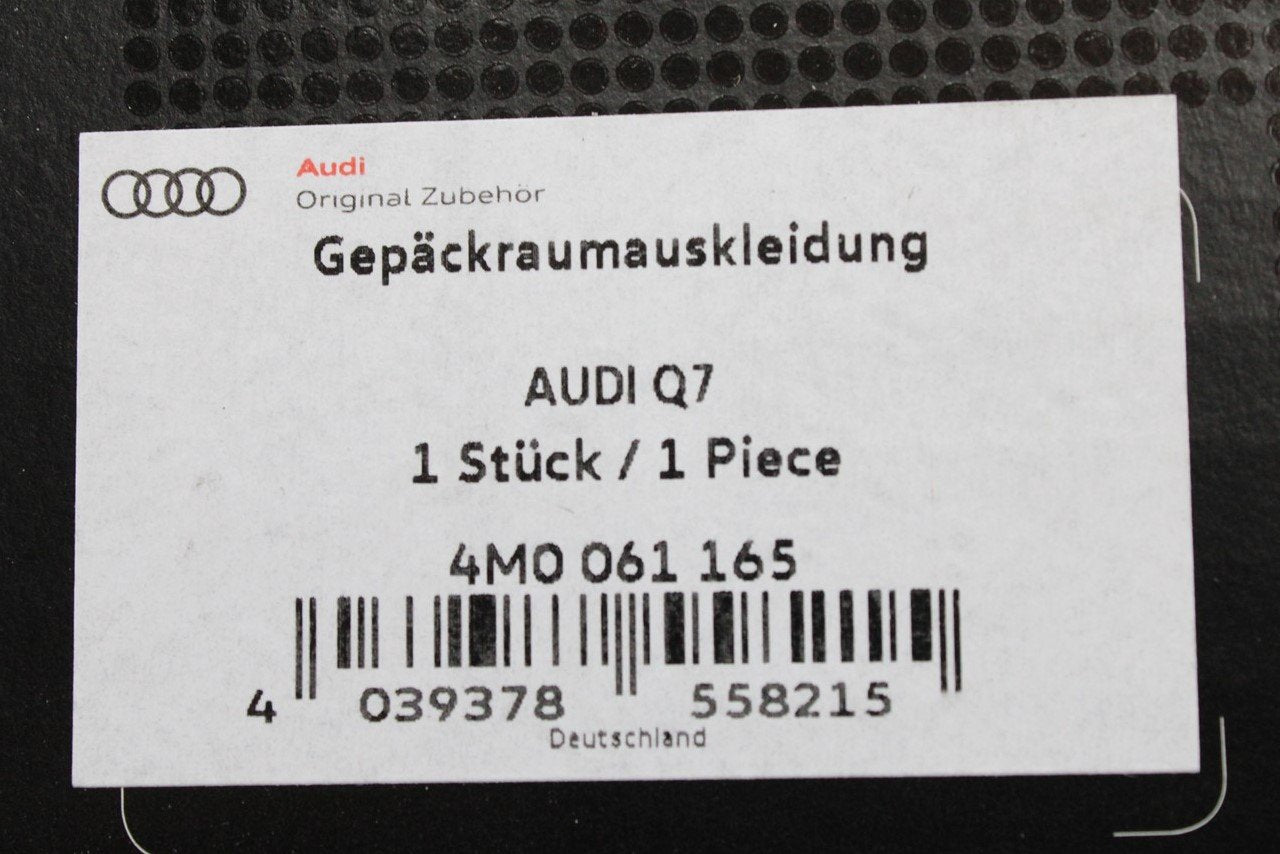 Audi
Original Zubehör
Gepäckraumauskleidung
AUDI Q7
1 Stück / 1 Piece
4M0 061 165
4 039378 558215
Deutschland